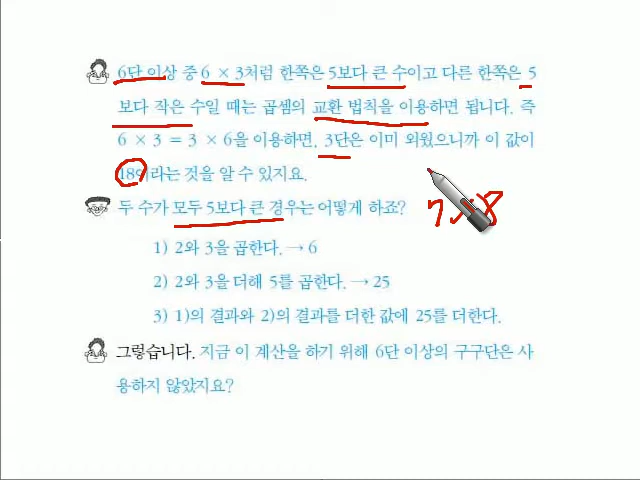 6단 이상 중 6 × 3처럼 한쪽은 5보다 큰 수이고 다른 한쪽은 5
보다 작은 수일 때는 곱셈의 교환 법칙을 이용하면 됩니다. 즉
6 × 3 = 3 × 6을 이용하면, 3단은 이미 외웠으니까 이 값이
18이라는 것을 알 수 있지요.
두 수가 모두 5보다 큰 경우는 어떻게 하죠?
7×8
1) 2와 3을 곱한다. → 6
2) 2와 3을 더해 5를 곱한다. → 25
3) 1)의 결과와 2)의 결과를 더한 값에 25를 더한다.
그렇습니다. 지금 이 계산을 하기 위해 6단 이상의 구구단은 사
용하지 않았지요?